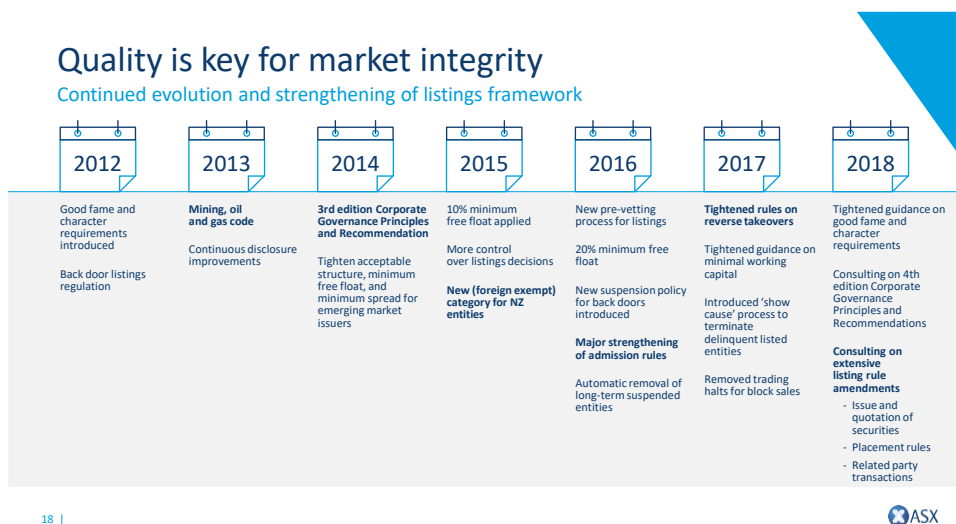 Quality is key for market integrity
Continued evolution and strengthening of listings framework
2012
Good fame and
character
requirements
introduced
Back door listings
regulation
2013
Mining, oil
and gas code
Continuous disclosure
improvements
2014
3rd edition Corporate
Governance Principles
and Recommendation
Tighten acceptable
structure, minimum
free float, and
minimum spread for
emerging market
issuers
2015
10% minimum
free float applied
More control
over listings decisions
New (foreign exempt)
category for NZ
entities
2016
New pre-vetting
process for listings
20% minimum free
float
New suspension policy
for back doors
introduced
Major strengthening
of admission rules
Automatic removal of
long-term suspended
entities
2017
Tightened rules on
reverse takeovers
Tightened guidance on
minimal working
capital
Introduced ‘show
cause’ process to
terminate
delinquent listed
entities
Removed trading
halts for block sales
2018
Tightened guidance on
good fame and
character
requirements
Consulting on 4th
edition Corporate
Governance
Principles and
Recommendations
Consulting on
extensive
listing rule
amendments
- Issue and
quotation of
securities
- Placement rules
- Related party
transactions
18 |
ASX